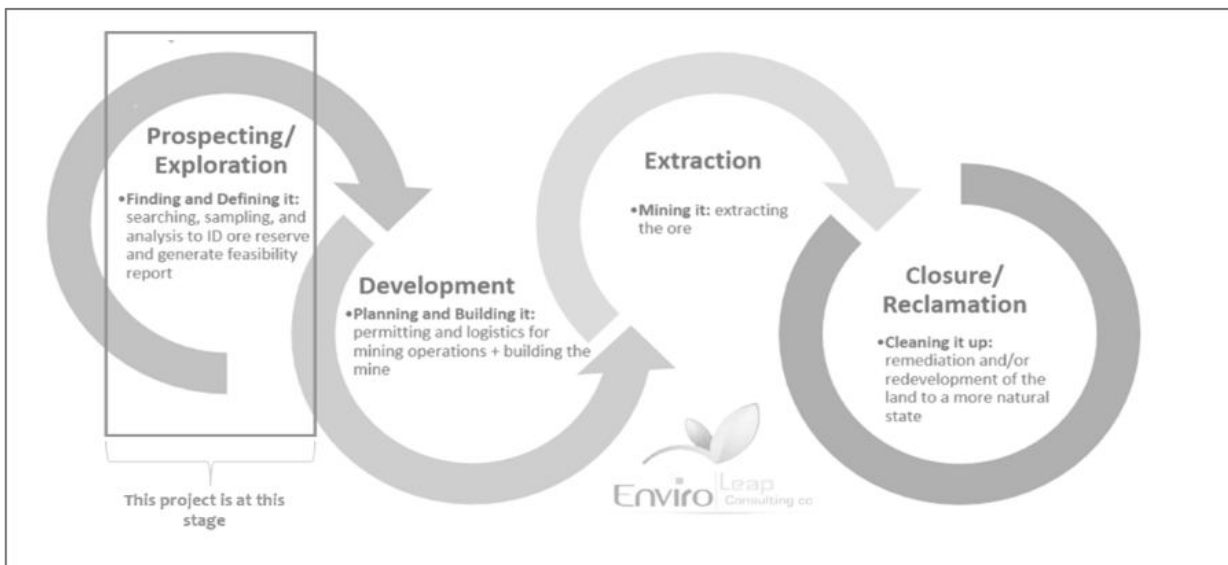 Prospecting/
Exploration
•Finding and Defining it:
searching, sampling, and
analysis to ID ore reserve
and generate feasibility
report
Development
•Planning and Building it:
permitting and logistics for
mining operations + building the
mine
Extraction
•Mining it: extracting
the ore
Closure/
Reclamation
•Cleaning it up:
remediation and/or
redevelopment of the
land to a more natural
state
This project is at this
stage
Enviro Leap
Consulting cc